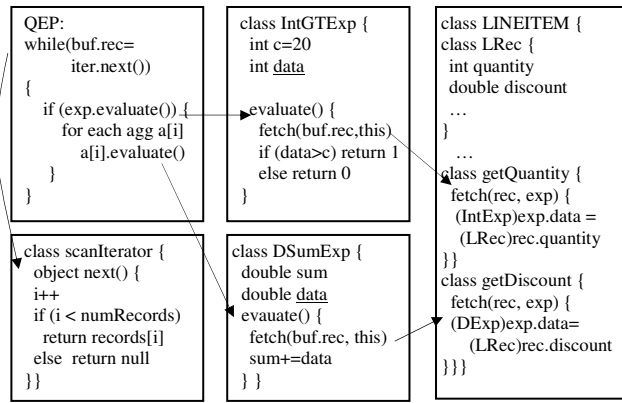 QEP:
while(buf.rec=
iter.next())
{
if (exp.evaluate()) {
for each agg a[i]
a[i].evaluate()
}
}
class IntGTExp {
int c=20
int data
evaluate() {
fetch(buf.rec,this)
if (data>c) return 1
else return 0
}
class LINEITEM {
class LRec {
int quantity
double discount
…
}
…
class getQuantity {
fetch(rec, exp) {
(IntExp)exp.data =
(LRec)rec.quantity
}}
class getDiscount {
fetch(rec, exp) {
(DExp)exp.data=
(LRec)rec.discount
}}}
class scanIterator {
object next() {
i++
if (i < numRecords)
return records[i]
else return null
}}
class DSumExp {
double sum
double data
evauate() {
fetch(buf.rec, this)
sum+=data
} }